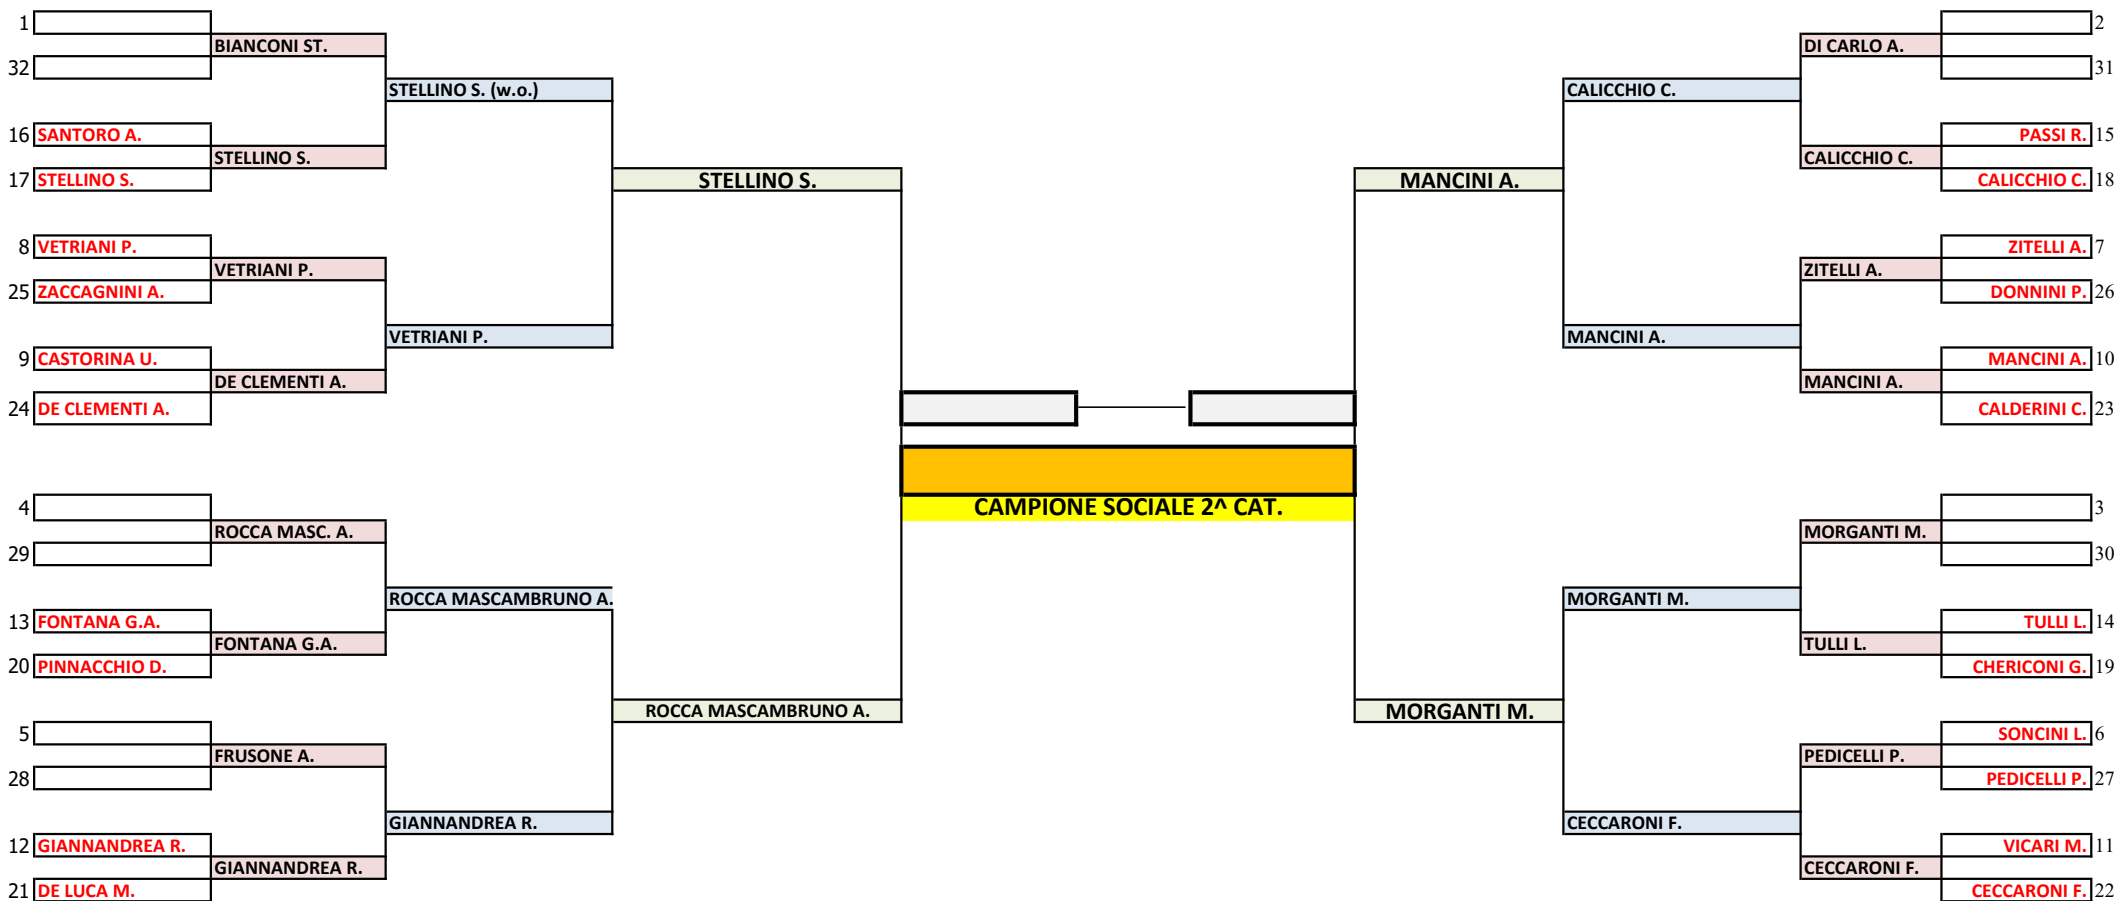 1
BIANCONI ST.
32
STELLINO S. (w.o.)
16 SANTORO A.
STELLINO S.
17 STELLINO S.
STELLINO S.
8 VETRIANI P.
VETRIANI P.
25 ZACCAGNINI A.
VETRIANI P.
9 CASTORINA U.
DE CLEMENTI A.
24 DE CLEMENTI A.
4
ROCCA MASC. A.
29
ROCCA MASCAMBRUNO A.
13 FONTANA G.A.
FONTANA G.A.
20 PINNACCHIO D.
ROCCA MASCAMBRUNO A.
5
FRUSONE A.
28
GIANNANDREA R.
12 GIANNANDREA R.
GIANNANDREA R.
21 DE LUCA M.
CAMPIONE SOCIALE 2^ CAT.
2
DI CARLO A.
31
CALICCHIO C.
PASSI R. 15
CALICCHIO C.
CALICCHIO C. 18
MANCINI A.
ZITELLI A. 7
ZITELLI A.
DONNINI P. 26
MANCINI A.
MANCINI A. 10
MANCINI A.
CALDERINI C. 23
3
MORGANTI M.
30
MORGANTI M.
TULLI L. 14
TULLI L.
CHERICONI G. 19
MORGANTI M.
SONCINI L. 6
PEDICELLI P.
PEDICELLI P. 27
CECCARONI F.
VICARI M. 11
CECCARONI F.
CECCARONI F. 22